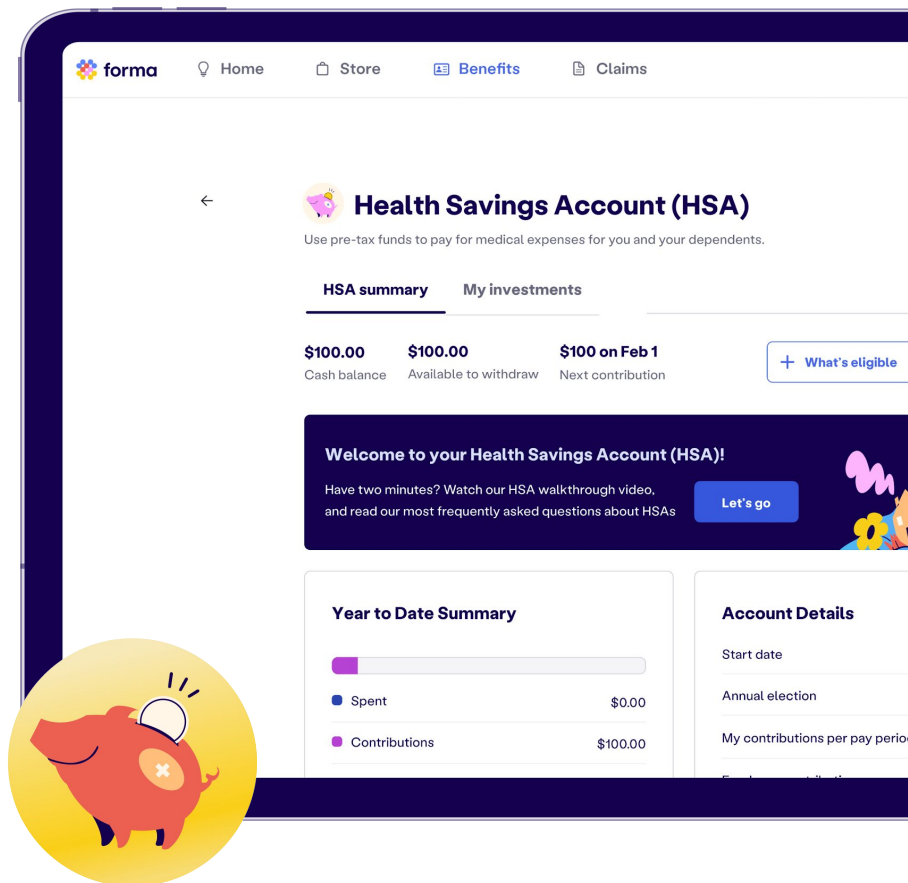 forma
Home
Store
Benefits
Claims
Health Savings Account (HSA)
Use pre-tax funds to pay for medical expenses for you and your dependents.
HSA summary
My investments
$100.00
Cash balance
$100.00
Available to withdraw
$100 on Feb 1
Next contribution
What's eligible
Welcome to your Health Savings Account (HSA)!
Have two minutes? Watch our HSA walkthrough video,
and read our most frequently asked questions about HSAs
Let's go
Year to Date Summary
Spent
$0.00
Contributions
$100.00
Account Details
Start date
Annual election
My contributions per pay